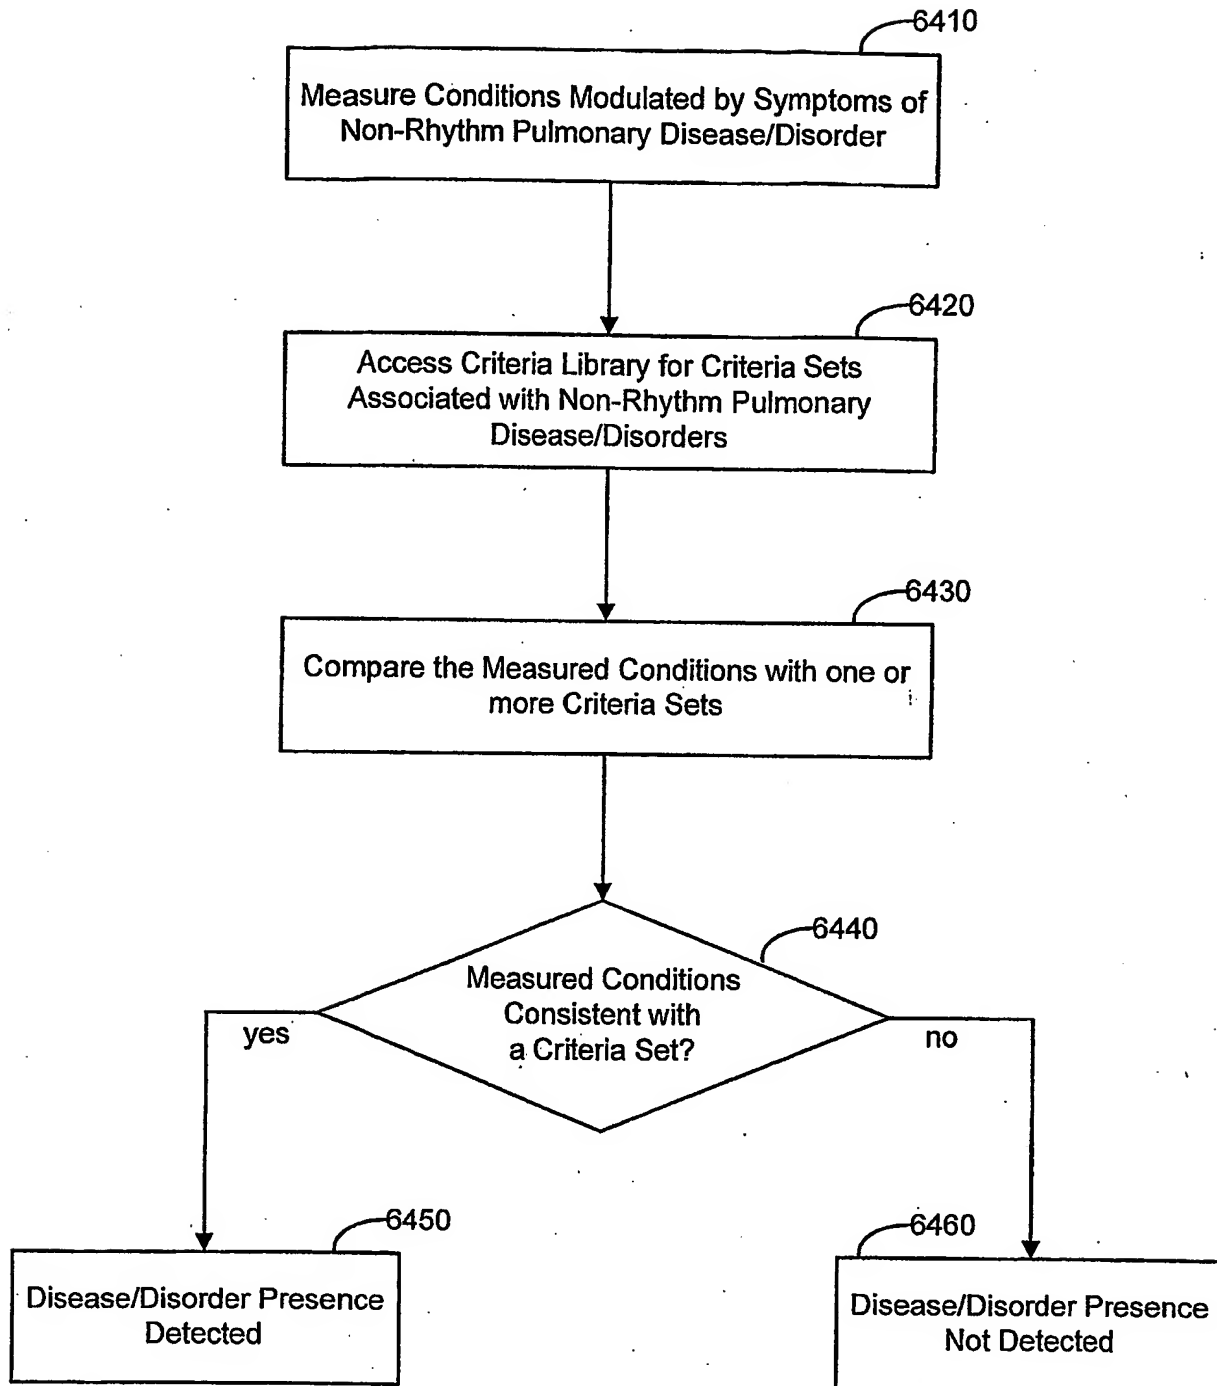 6410
Measure Conditions Modulated by Symptoms of
Non-Rhythm Pulmonary Disease/Disorder
6420
Access Criteria Library for Criteria Sets
Associated with Non-Rhythm Pulmonary
Disease/Disorders
6430
Compare the Measured Conditions with one or
more Criteria Sets
6440
Measured Conditions
Consistent with
a Criteria Set?
yes
no
6450
Disease/Disorder Presence
Detected
6460
Disease/Disorder Presence
Not Detected